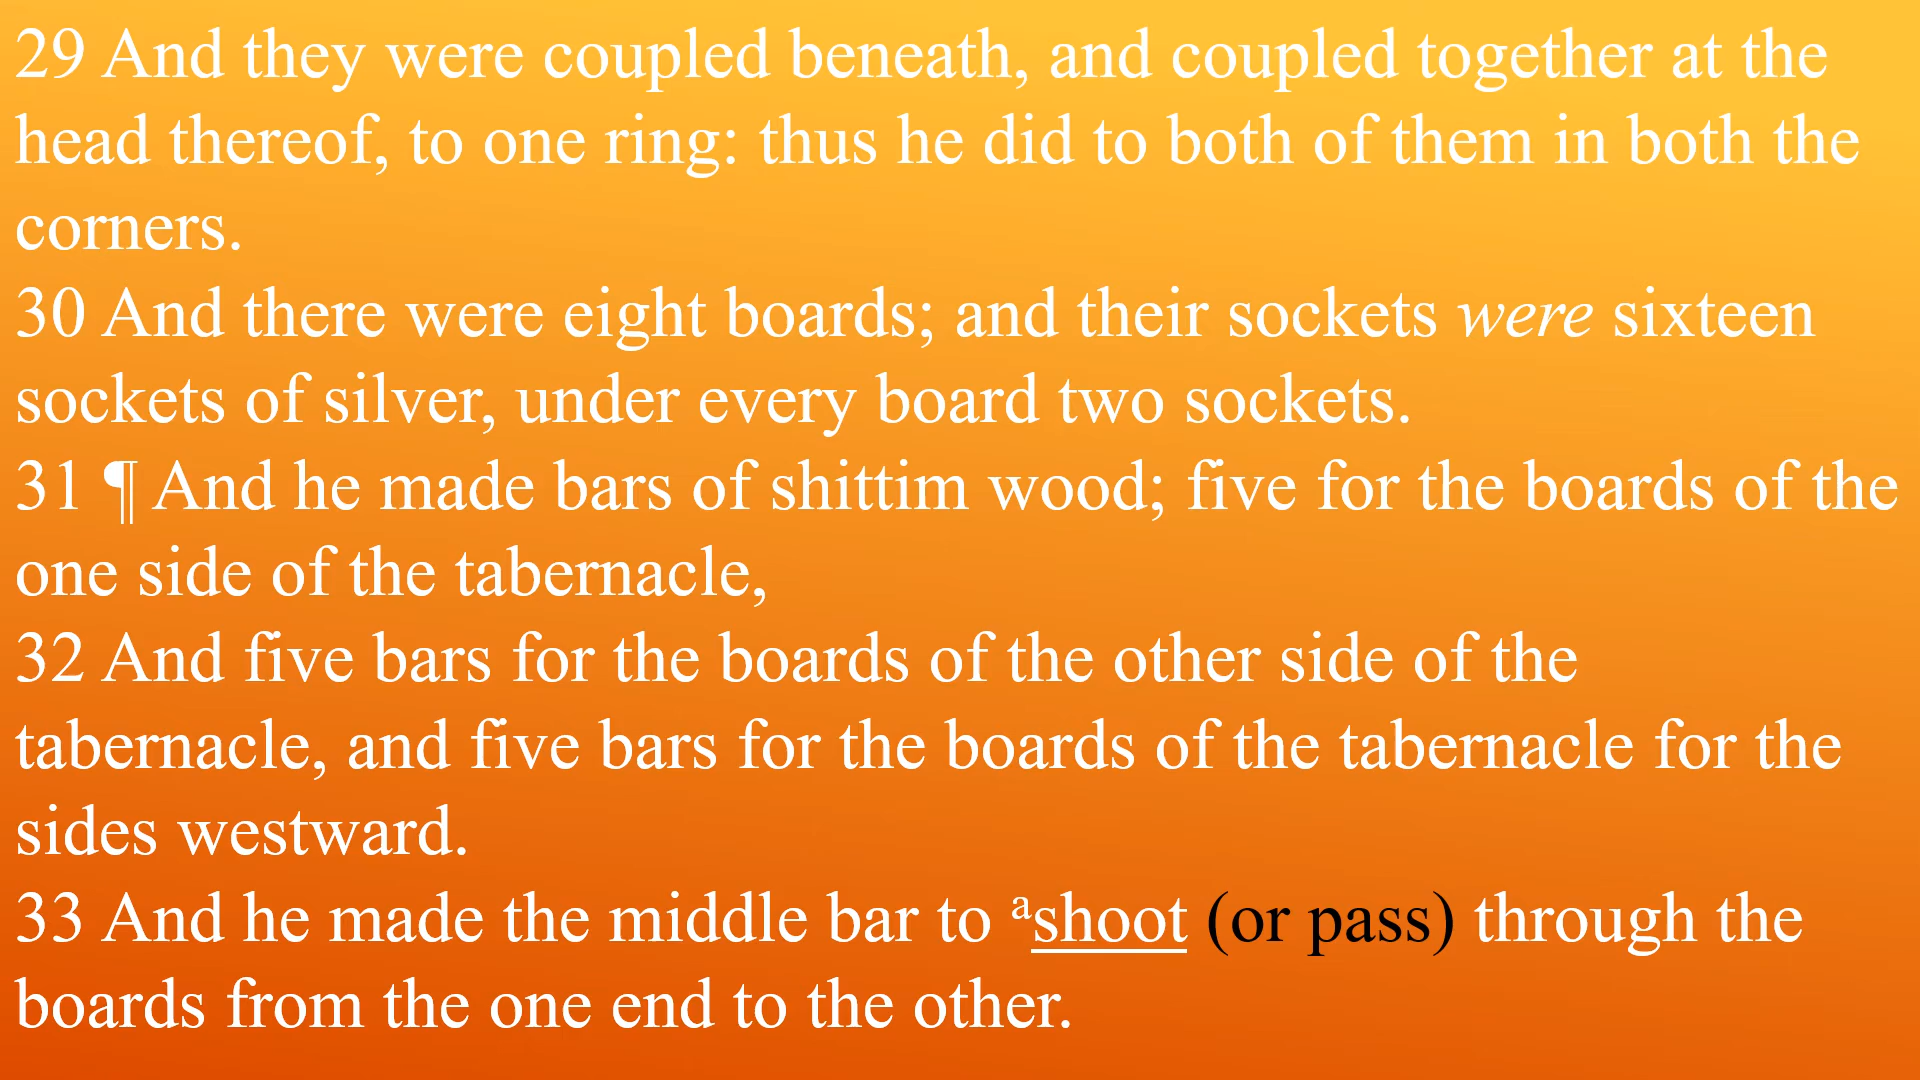 29 And they were coupled beneath, and coupled together at the
head thereof, to one ring: thus he did to both of them in both the
corners.
30 And there were eight boards; and their sockets were sixteen
sockets of silver, under every board two sockets.
31 ¶ And he made bars of shittim wood; five for the boards of the
one side of the tabernacle,
32 And five bars for the boards of the other side of the
tabernacle, and five bars for the boards of the tabernacle for the
sides westward.
33 And he made the middle bar to ᵃshoot (or pass) through the
boards from the one end to the other.